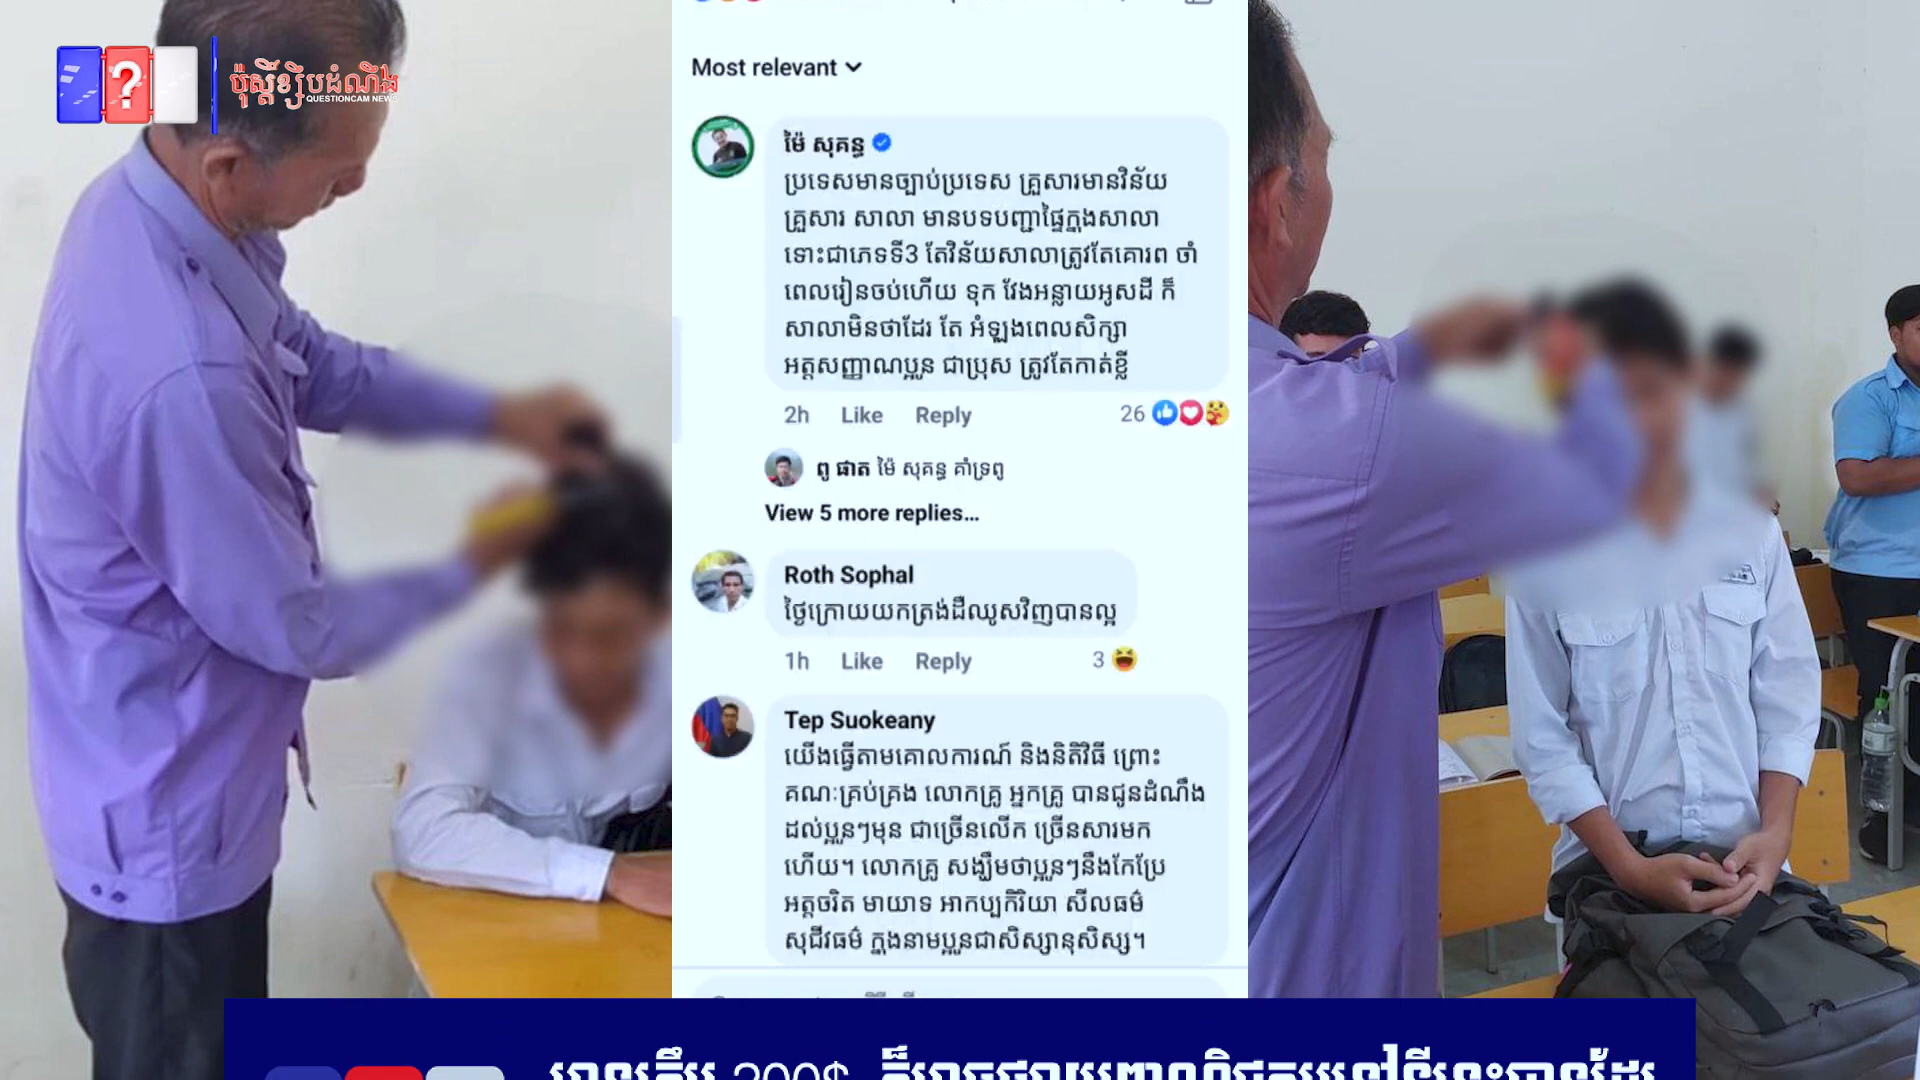 ប៉ុស្តិ៍ខ្សឹបដំណឹង
QUESTIONCAM NEWS
Most relevant
ម៉ៃ សុគន្ធ
ប្រទេសមានច្បាប់ប្រទេស គ្រួសារមានវិន័យ
គ្រួសារ សាលា មានបទបញ្ជាផ្ទៃក្នុងសាលា
ទោះជាភេទទី3 តែវិន័យសាលាត្រូវតែគោរព ចាំ
ពេលរៀនចប់ហើយ ទុក វែងអន្លាយអូសដី ក៏
សាលាមិនថាដែរ តែ អំឡុងពេលសិក្សា
អត្តសញ្ញាណប្អូន ជាប្រុស ត្រូវតែកាត់ខ្លី
2h Like Reply 26
ពូ ផាត ម៉ៃ សុគន្ធ គាំទ្រពូ
View 5 more replies...
Roth Sophal
ថ្ងៃក្រោយយកត្រង់ដឺឈូសវិញបានល្អ
1h Like Reply 3
Tep Suokeany
យើងធ្វើតាមគោលការណ៍ និងនិតិវិធី ព្រោះ
គណៈគ្រប់គ្រង លោកគ្រូ អ្នកគ្រូ បានជូនដំណឹង
ដល់ប្អូនៗមុន ជាច្រើនលើក ច្រើនសារមក
ហើយ។ លោកគ្រូ សង្ឃឹមថាប្អូនៗនឹងកែប្រែ
អត្តចរិត មាយាទ អាកប្បកិរិយា សីលធម៌
សុជីវធម៌ ក្នុងនាមប្អូនជាសិស្សានុសិស្ស។